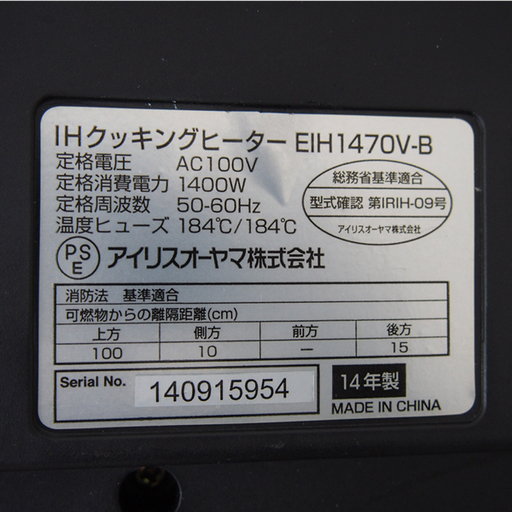 IHクッキングヒーター EIH1470V-B
定格電圧 AC100V
定格消費電力 1400W
定格周波数 50-60Hz
温度ヒューズ 184℃/184℃
総務省基準適合
型式確認 第IRIH-09号
アイリスオーヤマ株式会社
PS
E
アイリスオーヤマ株式会社
消防法 基準適合
可燃物からの離隔距離(cm)
上方 側方 前方 後方
100 10 — 15
Serial No. 140915954
14年製
MADE IN CHINA